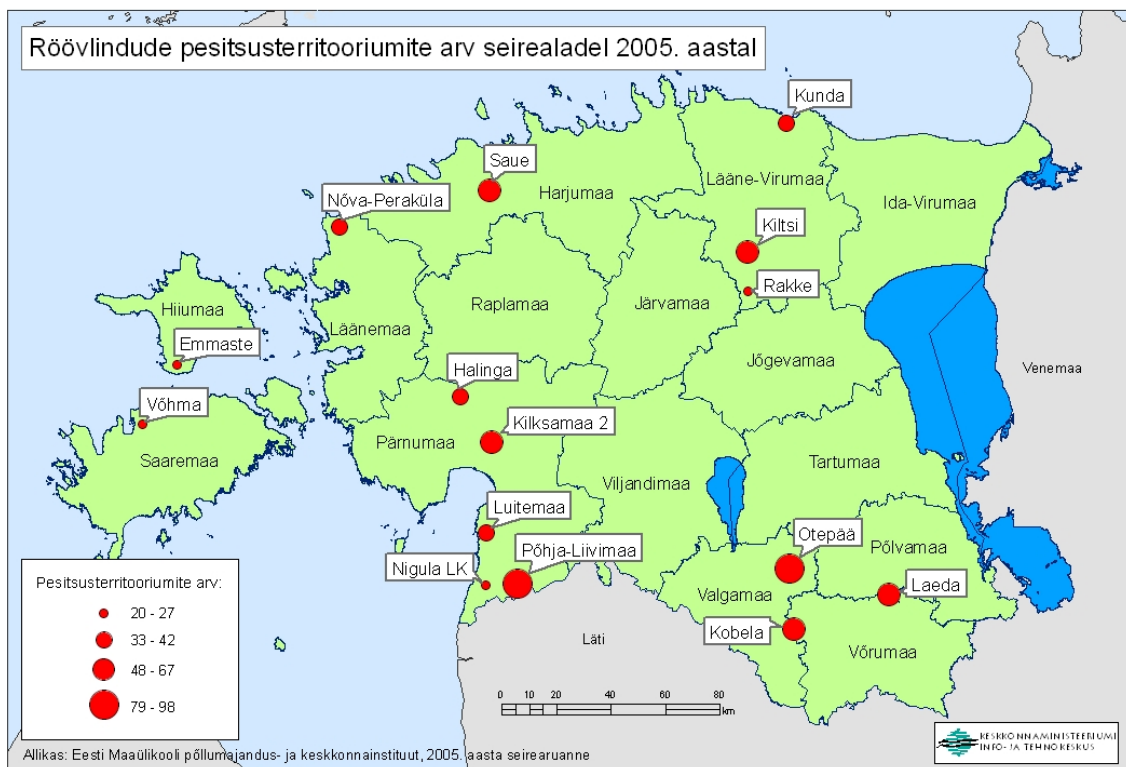 Röövlindude pesitsusterritooriumite arv seirealadel 2005. aastal
Kunda
Saue
Lääne-Virumaa
Harjumaa
Nõva-Peraküla
Ida-Virumaa
Kiltsi
Rakke
Hiiumaa
Raplamaa
Järvamaa
Läänemaa
Emmaste
Jõgevamaa
Halinga
Venemaa
Võhma
Kilksamaa 2
Pärnumaa
Saaremaa
Tartumaa
Viljandimaa
Luitemaa
Otepää
Põlvamaa
Põhja-Liivimaa
Nigula LK
Laeda
Valgamaa
Kobela
Läti
Võrumaa
Pesitsusterritooriumite arv:
20 - 27
33 - 42
48 - 67
79 - 98
0 10 20 40 60 80
km
Allikas: Eesti Maaülikooli põllumajandus- ja keskkonnainstituut, 2005. aasta seirearuanne
KESKKONNAMINISTEERIUMI
INFO- JA TEHNOKESKUS